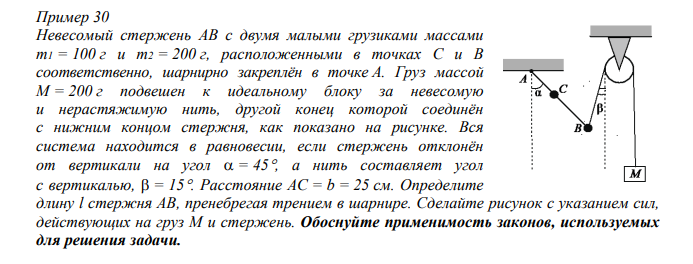 Пример 30
Невесомый стержень АВ с двумя малыми грузиками массами
m1 = 100 г и m2 = 200 г, расположенными в точках C и B
соответственно, шарнирно закреплён в точке А. Груз массой
M = 200 г подвешен к идеальному блоку за невесомую
и нерастяжимую нить, другой конец которой соединён
с нижним концом стержня, как показано на рисунке. Вся
система находится в равновесии, если стержень отклонён
от вертикали на угол α = 45°, а нить составляет угол
с вертикалью, β = 15°. Расстояние АС = b = 25 см. Определите
длину l стержня АВ, пренебрегая трением в шарнире. Сделайте рисунок с указанием сил,
действующих на груз М и стержень. Обоснуйте применимость законов, используемых
для решения задачи.
A
α
C
β
B
M